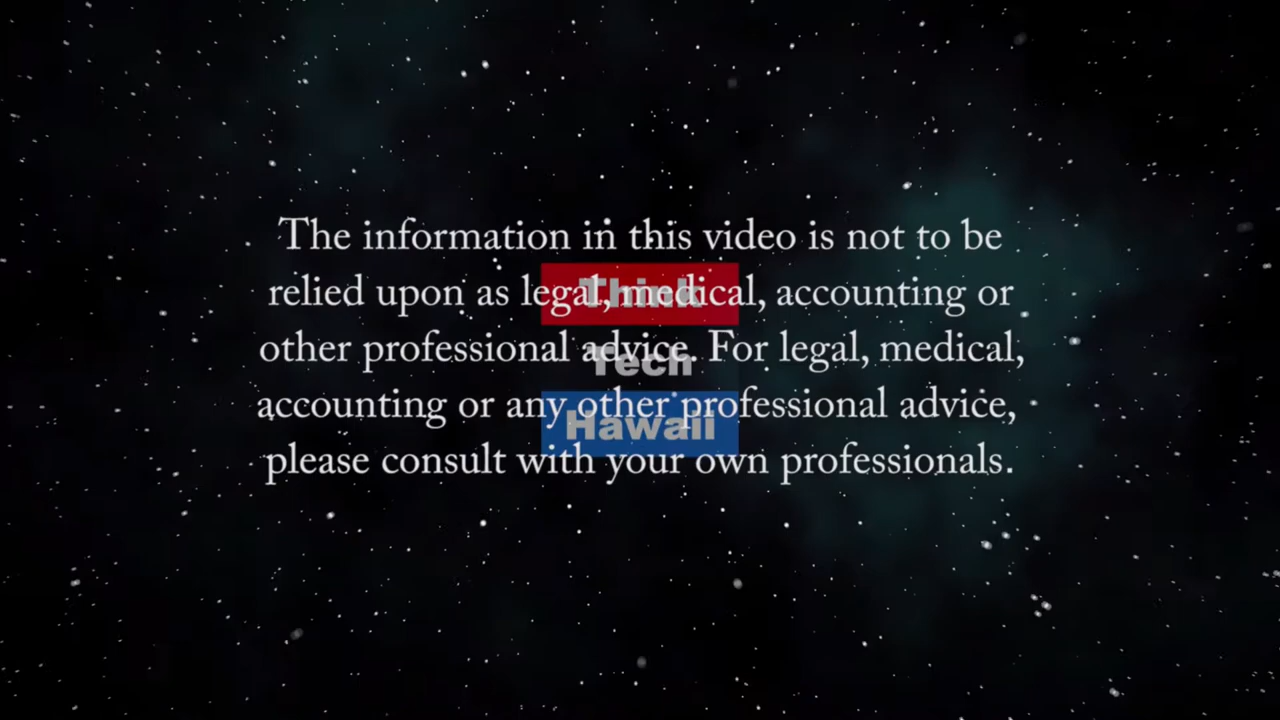 The information in this video is not to be
relied upon as legal, medical, accounting or
other professional advice. For legal, medical,
accounting or any other professional advice,
please consult with your own professionals.
Think
Tech
Hawaii